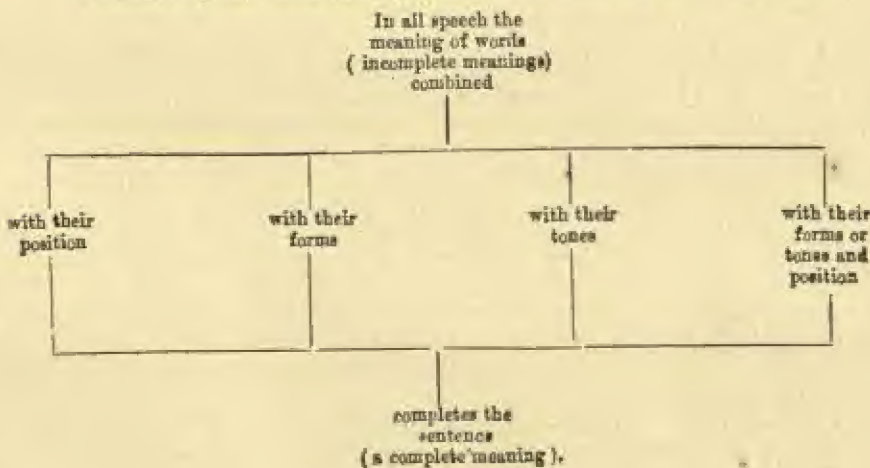 In all speech the
meaning of words
( incomplete meanings)
combined
with their
position
with their
forms
with their
tones
with their
forms or
tones and
position
completes the
sentence
( a complete meaning ).